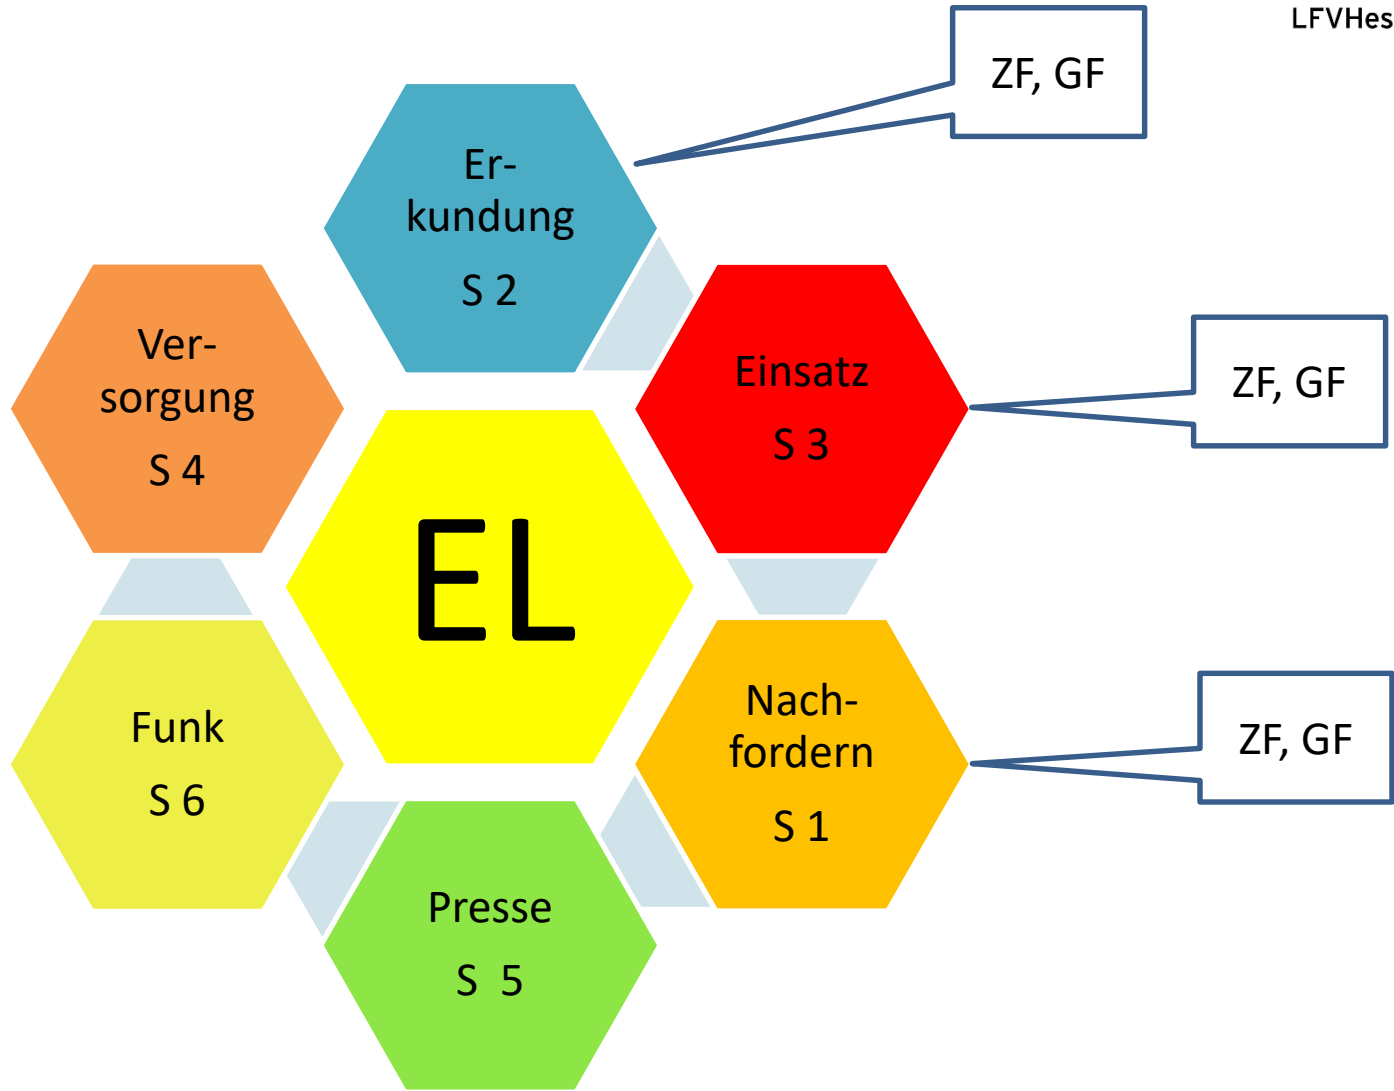 LFVHes
ZF, GF
Er-
kundung
S 2
Ver-
sorgung
S 4
Einsatz
S 3
ZF, GF
EL
Funk
S 6
Nach-
fordern
S 1
ZF, GF
Presse
S  5